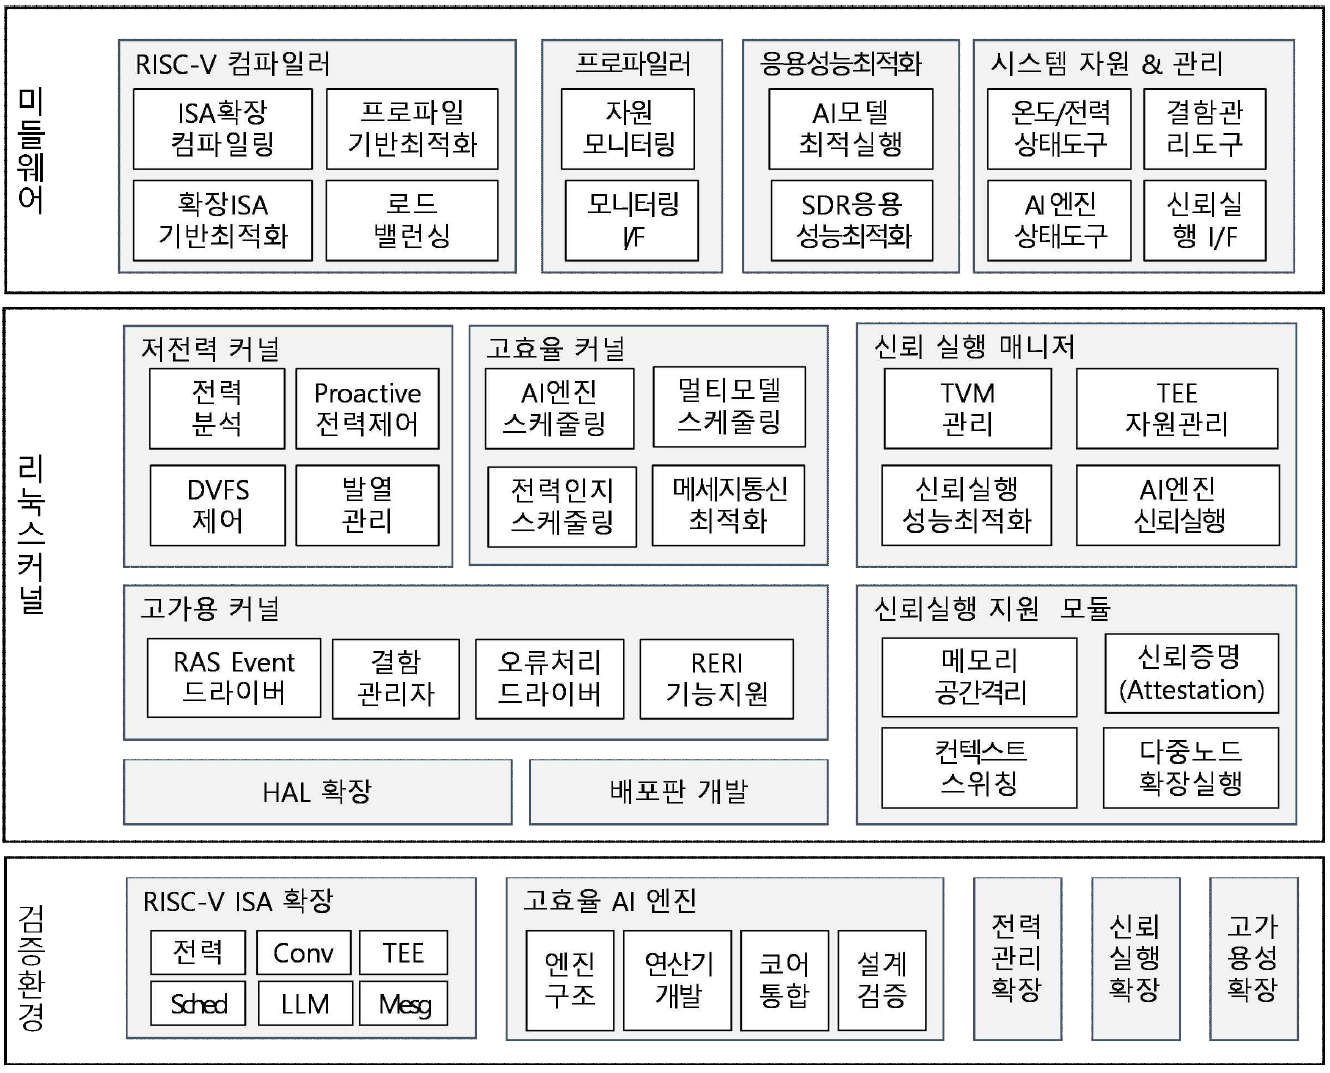 미들웨어
RISC-V 컴파일러
ISA확장
컴파일링
프로파일
기반최적화
확장ISA
기반최적화
로드
밸런싱
프로파일러
자원
모니터링
모니터링
I/F
응용성능최적화
AI모델
최적실행
SDR응용
성능최적화
시스템 자원 & 관리
온도/전력
상태도구
결함관
리도구
AI엔진
상태도구
신뢰실
행 I/F
리눅스커널
저전력 커널
전력
분석
Proactive
전력제어
DVFS
제어
발열
관리
고효율 커널
AI엔진
스케줄링
멀티모델
스케줄링
전력인지
스케줄링
메세지통신
최적화
신뢰 실행 매니저
TVM
관리
TEE
자원관리
신뢰실행
성능최적화
AI엔진
신뢰실행
고가용 커널
RAS Event
드라이버
결함
관리자
오류처리
드라이버
RERI
기능지원
신뢰실행 지원 모듈
메모리
공간격리
신뢰증명
(Attestation)
컨텍스트
스위칭
다중노드
확장실행
HAL 확장
배포판 개발
검증환경
RISC-V ISA 확장
전력
Conv
TEE
Sched
LLM
Mesg
고효율 AI 엔진
엔진
구조
연산기
개발
코어
통합
설계
검증
전력
관리
확장
신뢰
실행
확장
고가
용성
확장